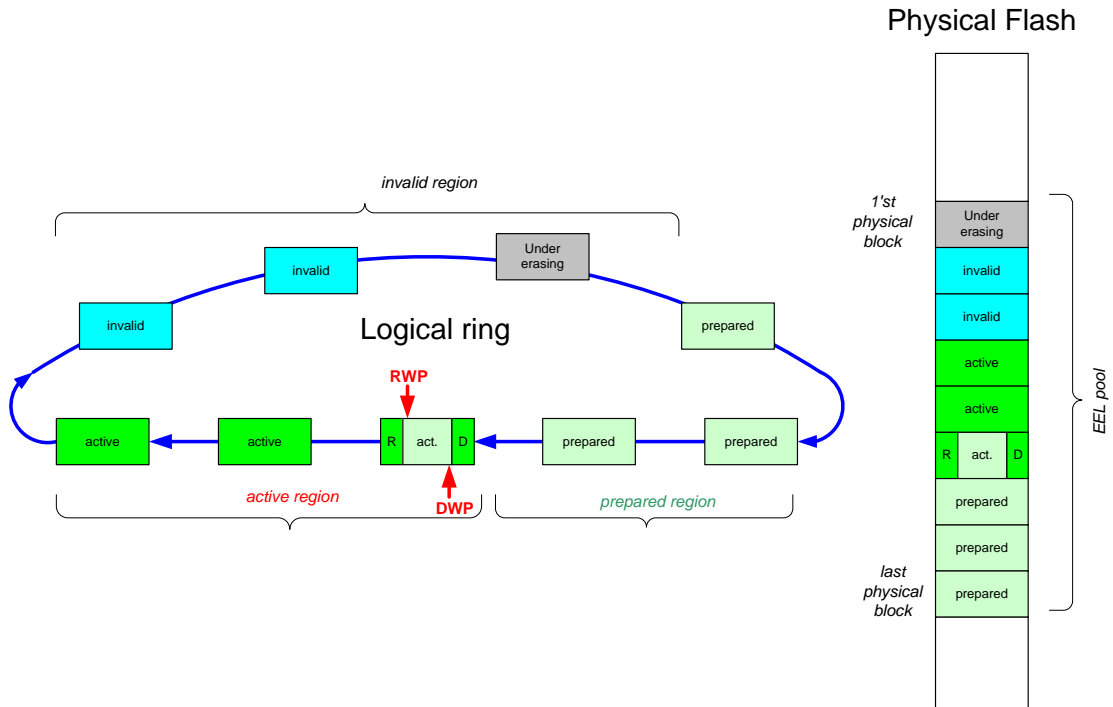 Physical Flash
invalid region
1'st
physical
block
Under
erasing
Under
erasing
invalid
invalid
invalid
prepared
invalid
Logical ring
active
RWP
active
EEL pool
active
active
R
act.
D
prepared
prepared
R
act.
D
active region
DWP
prepared region
prepared
prepared
last
physical
block
prepared